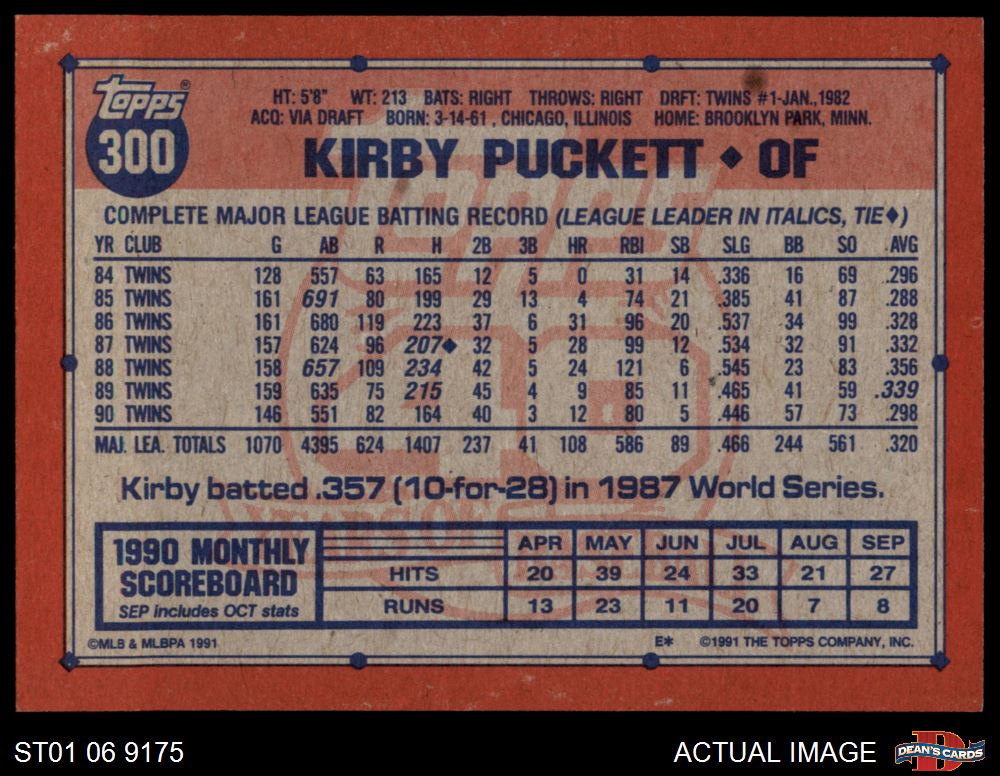 Topps®
300
HT: 5'8" WT: 213 BATS: RIGHT THROWS: RIGHT DRFT: TWINS #1-JAN.,1982
ACQ: VIA DRAFT BORN: 3-14-61 , CHICAGO, ILLINOIS HOME: BROOKLYN PARK, MINN.
KIRBY PUCKETT ◆ OF
COMPLETE MAJOR LEAGUE BATTING RECORD (LEAGUE LEADER IN ITALICS, TIE◆)
YR CLUB G AB R H 2B 3B HR RBI SB SLG BB SO .AVG
84 TWINS 128 557 63 165 12 5 0 31 14 .336 16 69 .296
85 TWINS 161 691 80 199 29 13 4 74 21 .385 41 87 .288
86 TWINS 161 680 119 223 37 6 31 96 20 .537 34 99 .328
87 TWINS 157 624 96 207◆ 32 5 28 99 12 .534 32 91 .332
88 TWINS 158 657 109 234 42 5 24 121 6 .545 23 83 .356
89 TWINS 159 635 75 215 45 4 9 85 11 .465 41 59 .339
90 TWINS 146 551 82 164 40 3 12 80 5 .446 57 73 .298
MAJ. LEA. TOTALS 1070 4395 624 1407 237 41 108 586 89 .466 244 561 .320
Kirby batted .357 (10-for-28) in 1987 World Series.
1990 MONTHLY
SCOREBOARD
SEP includes OCT stats
APR MAY JUN JUL AUG SEP
HITS 20 39 24 33 21 27
RUNS 13 23 11 20 7 8
©MLB & MLBPA 1991 E* ©1991 THE TOPPS COMPANY, INC.
ST01 06 9175 ACTUAL IMAGE DEAN'S CARDS